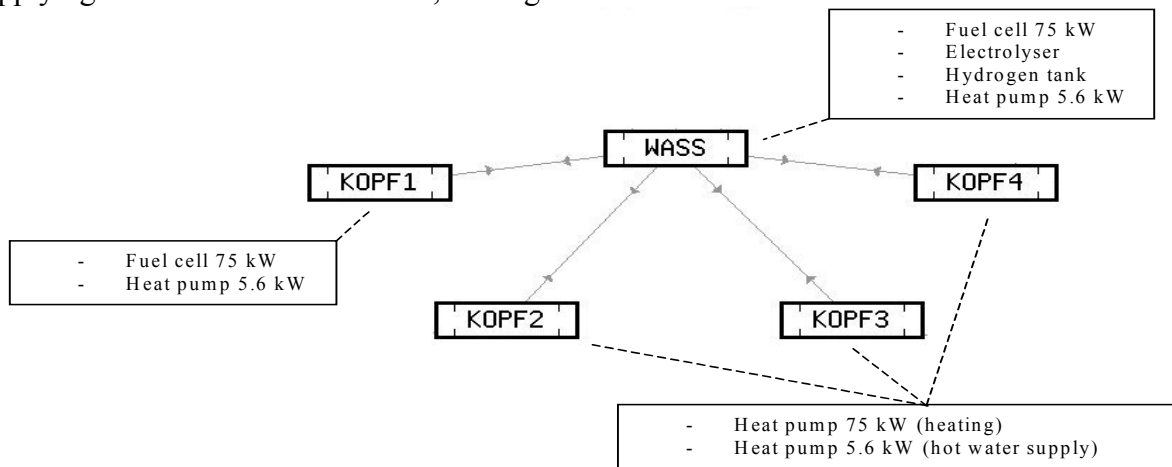 - Fuel cell 75 kW
- Electrolyser
- Hydrogen tank
- Heat pump 5.6 kW
WASS
KOPF1
KOPF4
- Fuel cell 75 kW
- Heat pump 5.6 kW
KOPF2
KOPF3
- Heat pump 75 kW (heating)
- Heat pump 5.6 kW (hot water supply)